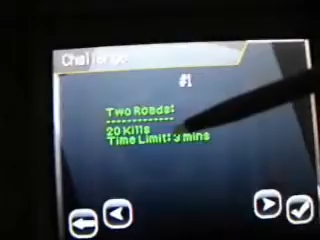 Challenge
#1
Two Roads:
--------------
20 Kills
Time Limit: 3 mins